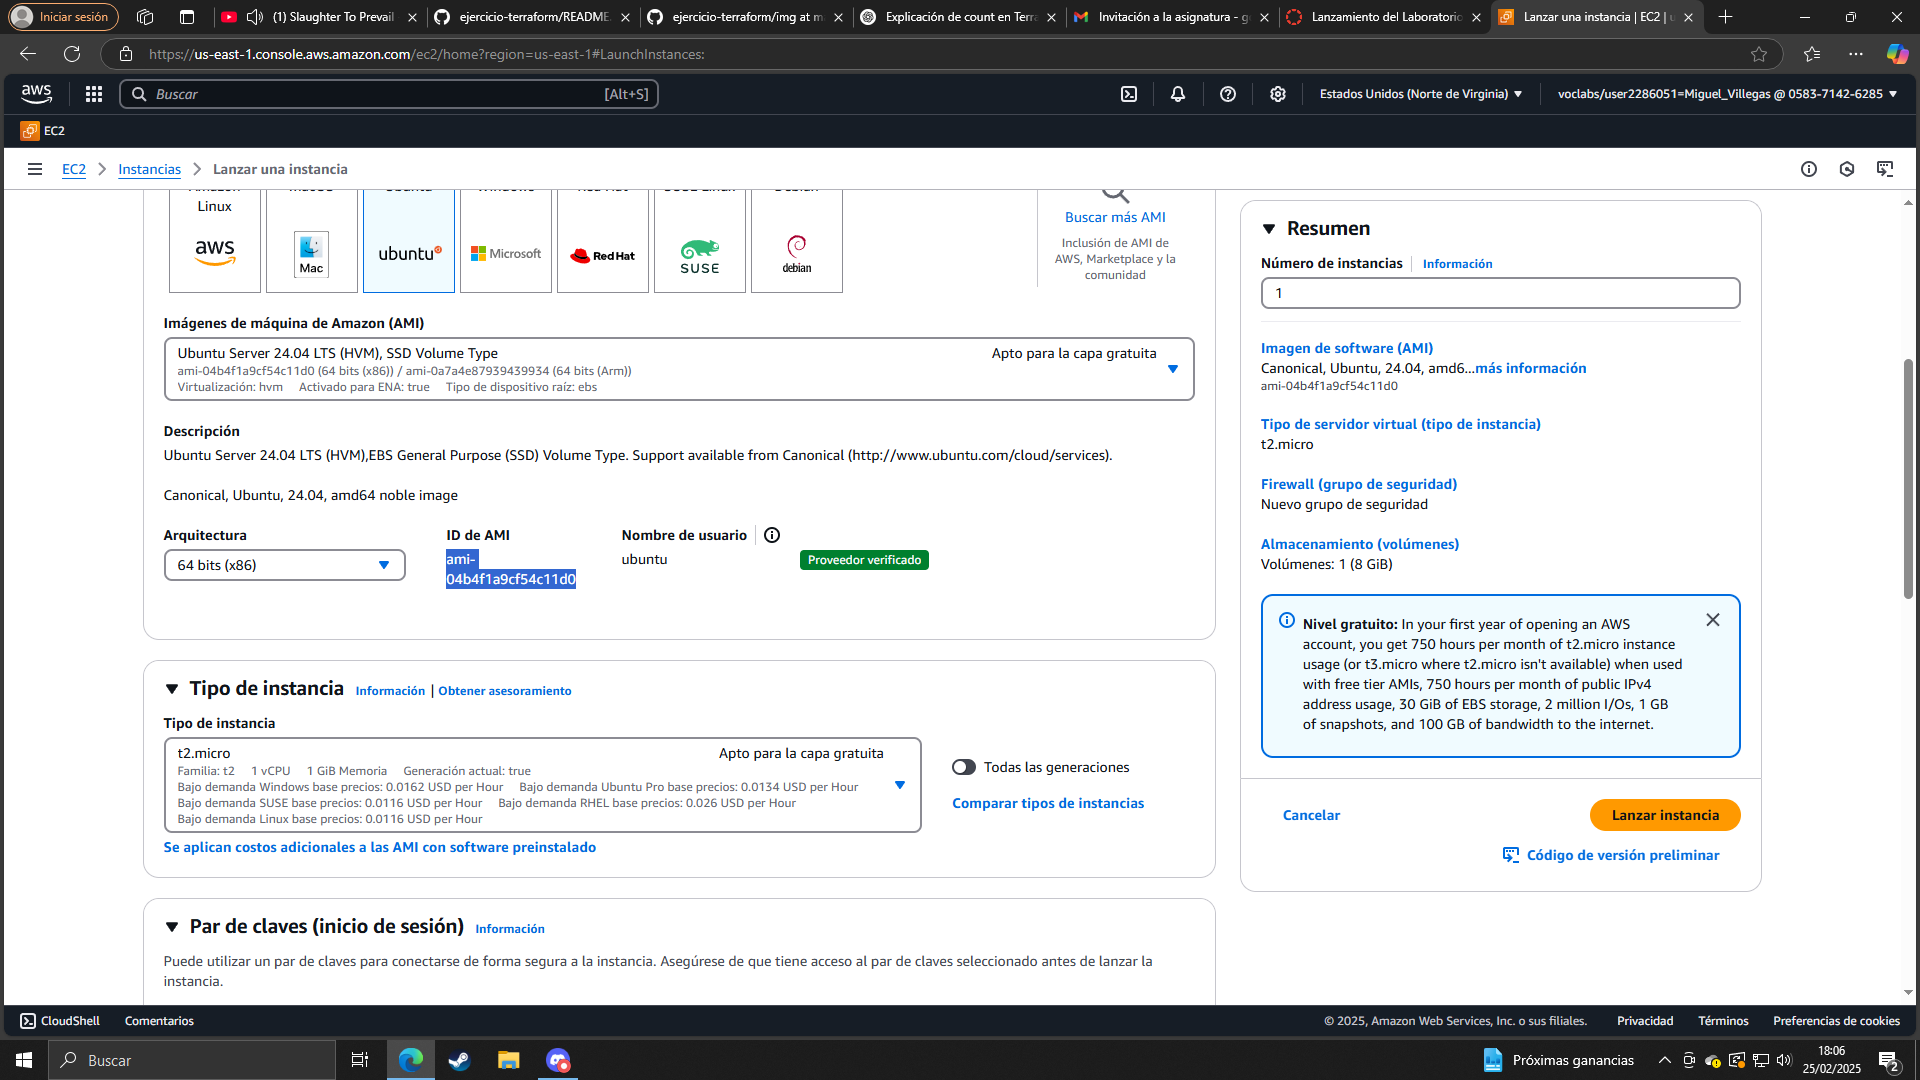 Iniciar sesión
(1) Slaughter To Prevail
ejercicio-terraform/README.
ejercicio-terraform/img at m
Explicación de count en Terra
Invitación a la asignatura - g
Lanzamiento del Laboratorio
Lanzar una instancia | EC2 | u
https://us-east-1.console.aws.amazon.com/ec2/home?region=us-east-1#LaunchInstances:
aws
Buscar
[Alt+S]
Estados Unidos (Norte de Virginia)
voclabs/user2286051=Miguel_Villegas @ 0583-7142-6285
EC2
EC2
Instancias
Lanzar una instancia
Amazon
Linux
macOS
Ubuntu
Windows
Red Hat
SUSE Linux
Debian
aws
Mac
ubuntu
Microsoft
Red Hat
SUSE
debian
Buscar más AMI
Inclusión de AMI de
AWS, Marketplace y la
comunidad
Imágenes de máquina de Amazon (AMI)
Ubuntu Server 24.04 LTS (HVM), SSD Volume Type
Apto para la capa gratuita
ami-04b4f1a9cf54c11d0 (64 bits (x86)) / ami-0a7a4e87939439934 (64 bits (Arm))
Virtualización: hvm Activado para ENA: true Tipo de dispositivo raíz: ebs
Descripción
Ubuntu Server 24.04 LTS (HVM),EBS General Purpose (SSD) Volume Type. Support available from Canonical (http://www.ubuntu.com/cloud/services).
Canonical, Ubuntu, 24.04, amd64 noble image
Arquitectura
64 bits (x86)
ID de AMI
ami-
04b4f1a9cf54c11d0
Nombre de usuario
ubuntu
Proveedor verificado
Tipo de instancia
Información | Obtener asesoramiento
Tipo de instancia
t2.micro
Apto para la capa gratuita
Familia: t2 1 vCPU 1 GiB Memoria Generación actual: true
Bajo demanda Windows base precios: 0.0162 USD per Hour Bajo demanda Ubuntu Pro base precios: 0.0134 USD per Hour
Bajo demanda SUSE base precios: 0.0116 USD per Hour Bajo demanda RHEL base precios: 0.026 USD per Hour
Bajo demanda Linux base precios: 0.0116 USD per Hour
Todas las generaciones
Comparar tipos de instancias
Se aplican costos adicionales a las AMI con software preinstalado
Par de claves (inicio de sesión)
Información
Puede utilizar un par de claves para conectarse de forma segura a la instancia. Asegúrese de que tiene acceso al par de claves seleccionado antes de lanzar la
instancia.
Resumen
Número de instancias
Información
1
Imagen de software (AMI)
Canonical, Ubuntu, 24.04, amd6...más información
ami-04b4f1a9cf54c11d0
Tipo de servidor virtual (tipo de instancia)
t2.micro
Firewall (grupo de seguridad)
Nuevo grupo de seguridad
Almacenamiento (volúmenes)
Volúmenes: 1 (8 GiB)
Nivel gratuito: In your first year of opening an AWS
account, you get 750 hours per month of t2.micro instance
usage (or t3.micro where t2.micro isn't available) when used
with free tier AMIs, 750 hours per month of public IPv4
address usage, 30 GiB of EBS storage, 2 million I/Os, 1 GB
of snapshots, and 100 GB of bandwidth to the internet.
Cancelar
Lanzar instancia
Código de versión preliminar
CloudShell
Comentarios
© 2025, Amazon Web Services, Inc. o sus filiales.
Privacidad
Términos
Preferencias de cookies
Buscar
Próximas ganancias
18:06
25/02/2025
2